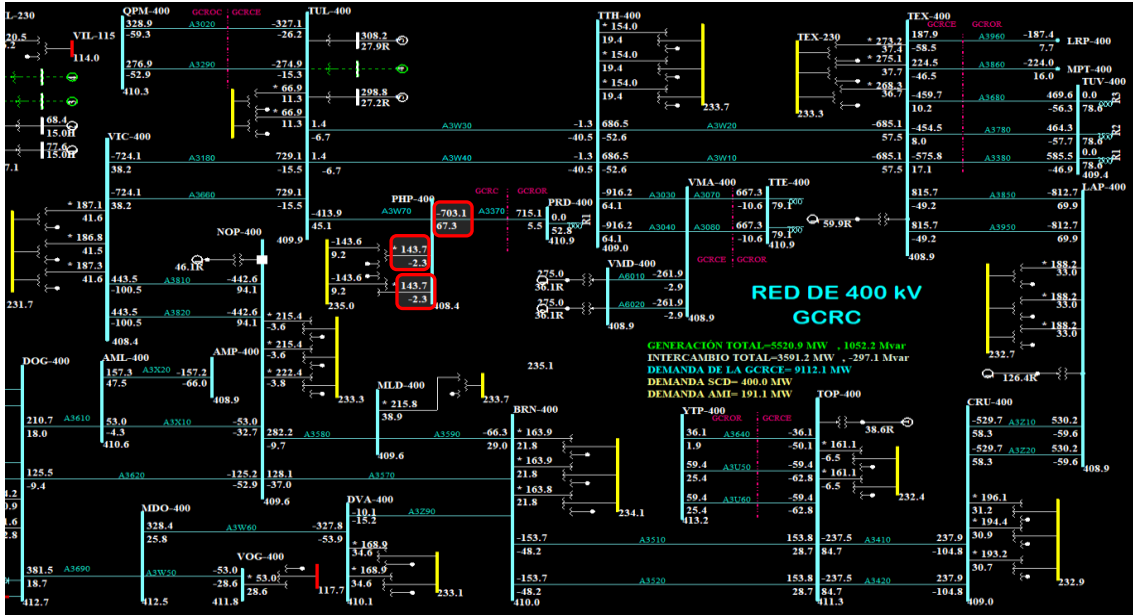 L-230
QPM-400
GCROC
GCRCE
TUL-400
TTH-400
TEX-400
328.9
A3020
-327.1
-59.3
-26.2
20.5
VIL-115
114.0
276.9
A3290
-274.9
-52.9
-15.3
410.3
308.2
27.9R
298.8
27.2R
* 66.9
11.3
66.9
11.3
* 154.0
19.4
* 154.0
19.4
* 154.0
19.4
233.7
TEX-230
* 273.2
37.4
* 275.1
37.7
* 268.3
36.7
233.3
GCRCE
GCROR
187.9
A3960
-187.4
-58.5
7.7
LRP-400
224.5
A3860
-224.0
-46.5
16.0
MPT-400
TUV-400
-459.7
A3680
469.6
10.2
-56.3
-454.5
A3780
464.3
8.0
-57.7
-575.8
A3380
585.5
17.1
-46.9
0.0
78.6
R3
78.6
R2
0.0
78.6
R1
409.4
68.4
15.0H
77.6
15.0H
7.1
VIC-400
-724.1
A3180
729.1
38.2
-15.5
-724.1
A3660
729.1
38.2
-15.5
1.3
A3W30
-1.3
-6.7
-40.5
1.4
A3W40
-1.3
-6.7
-40.5
686.5
A3W20
-685.1
-52.6
57.5
686.5
A3W10
-685.1
-52.6
57.5
* 187.1
41.6
* 186.8
41.5
* 187.3
41.6
231.7
-413.9
A3W70
45.1
409.9
PHP-400
GCRC
GCROR
-703.1
A3370
715.1
67.3
5.5
PRD-400
0.0
52.8
R1
410.9
-143.6
9.2
* 143.7
-2.3
-143.6
9.2
* 143.7
-2.3
235.0
408.4
-916.2
A3030
64.1
-916.2
A3040
64.1
409.0
VMA-400
A3070
667.3
-10.6
A3080
667.3
-10.6
GCRCE
GCROR
TTE-400
79.1
79.1
410.9
59.9R
815.7
A3850
-812.7
-49.2
69.9
815.7
A3950
-812.7
-49.2
69.9
408.9
LAP-400
NOP-400
46.1R
443.5
A3810
-442.6
-100.5
94.1
443.5
A3820
-442.6
-100.5
94.1
408.4
VMD-400
275.0
36.1R
A6010
-261.9
-2.9
275.0
36.1R
A6020
-261.9
-2.9
408.9
408.9
RED DE 400 kV
GCRC
* 188.2
33.0
* 188.2
33.0
* 188.2
33.0
232.7
126.4R
GENERACIÓN TOTAL=5520.9 MW , 1052.2 Mvar
INTERCAMBIO TOTAL=3591.2 MW , -297.1 Mvar
DEMANDA DE LA GCRCE= 9112.1 MW
DEMANDA SCD= 400.0 MW
DEMANDA AMI= 191.1 MW
* 215.4
-3.6
* 215.4
-3.6
* 222.4
-3.8
233.3
235.1
DOG-400
AML-400
AMP-400
157.3
A3X20
-157.2
47.5
-66.0
408.9
210.7
A3610
18.0
53.0
A3X10
-53.0
-4.3
-32.7
410.6
MLD-400
* 215.8
38.9
233.7
282.2
A3580
-9.7
409.6
A3590
-66.3
29.0
125.5
A3620
-125.2
-9.4
-52.9
128.1
A3570
-37.0
409.6
BRN-400
* 163.9
21.8
* 163.9
21.8
* 163.8
21.8
234.1
YTP-400
GCROR
GCRCE
TOP-400
36.1
A3640
-36.1
1.9
-50.1
59.4
A3U50
-59.4
25.4
-62.8
59.4
A3U60
-59.4
25.4
-62.8
413.2
38.6R
* 161.1
-6.5
* 161.1
-6.5
232.4
CRU-400
-529.7
A3Z10
530.2
58.3
-59.6
-529.7
A3Z20
530.2
58.3
-59.6
408.9
* 196.1
31.2
* 194.4
30.9
* 193.2
30.7
232.9
MDO-400
328.4
A3W60
-327.8
25.8
-53.9
DVA-400
-10.1
A3Z90
-15.2
* 168.9
34.6
* 168.9
34.6
233.1
410.1
381.5
A3690
18.7
412.7
A3W50
-53.0
-28.6
412.5
VOG-400
* 53.0
28.6
411.8
117.7
-153.7
A3510
153.8
-48.2
28.7
-153.7
A3520
153.8
-48.2
28.7
410.0
-237.5
A3410
237.9
84.7
-104.8
-237.5
A3420
237.9
84.7
-104.8
411.3
409.0